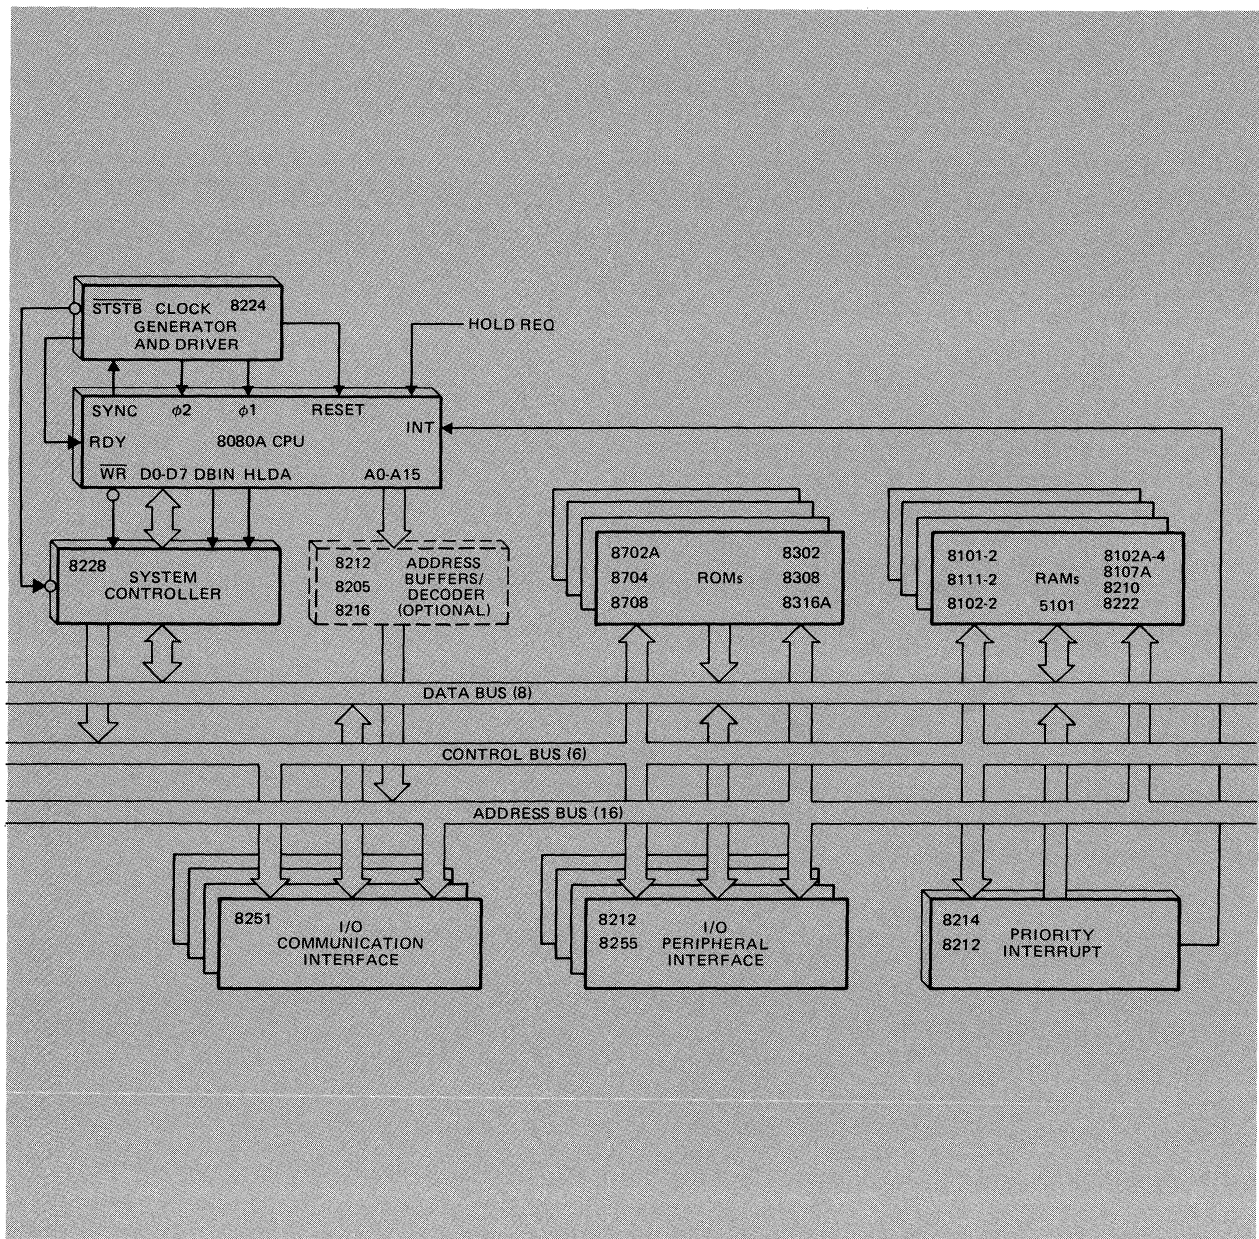 STSTB CLOCK 8224
GENERATOR
AND DRIVER
HOLD REQ
SYNC φ2 φ1 RESET
INT
RDY 8080A CPU
WR D0-D7 DBIN HLDA A0-A15
8228
SYSTEM
CONTROLLER
8212 ADDRESS
BUFFERS/
8205 DECODER
8216 (OPTIONAL)
8702A 8302
8704 ROMs 8308
8708 8316A
8101-2 8102A-4
8111-2 RAMs 8107A
8210
8102-2 5101 8222
DATA BUS (8)
CONTROL BUS (6)
ADDRESS BUS (16)
8251 I/O
COMMUNICATION
INTERFACE
8212 I/O
8255 PERIPHERAL
INTERFACE
8214 PRIORITY
8212 INTERRUPT